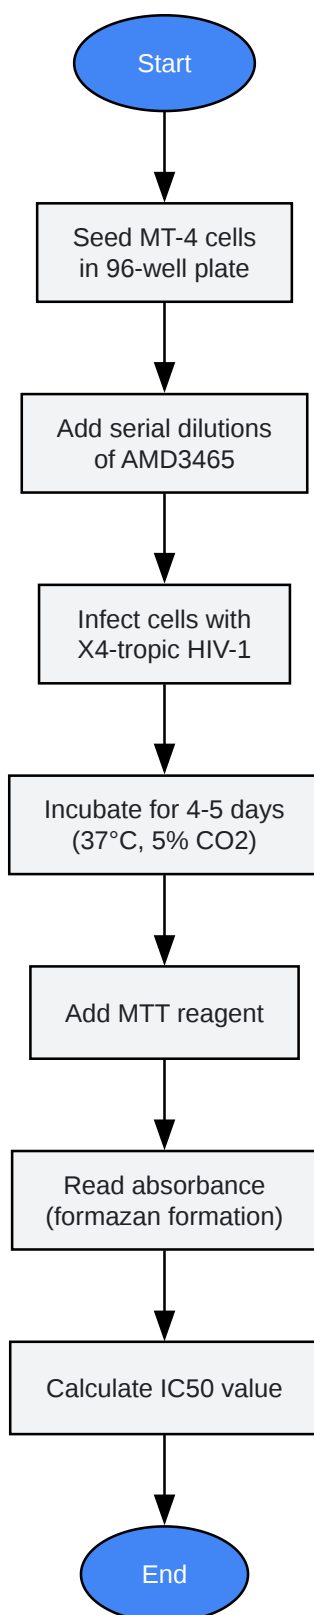 Start
Seed MT-4 cells
in 96-well plate
Add serial dilutions
of AMD3465
Infect cells with
X4-tropic HIV-1
Incubate for 4-5 days
(37°C, 5% CO2)
Add MTT reagent
Read absorbance
(formazan formation)
Calculate IC50 value
End